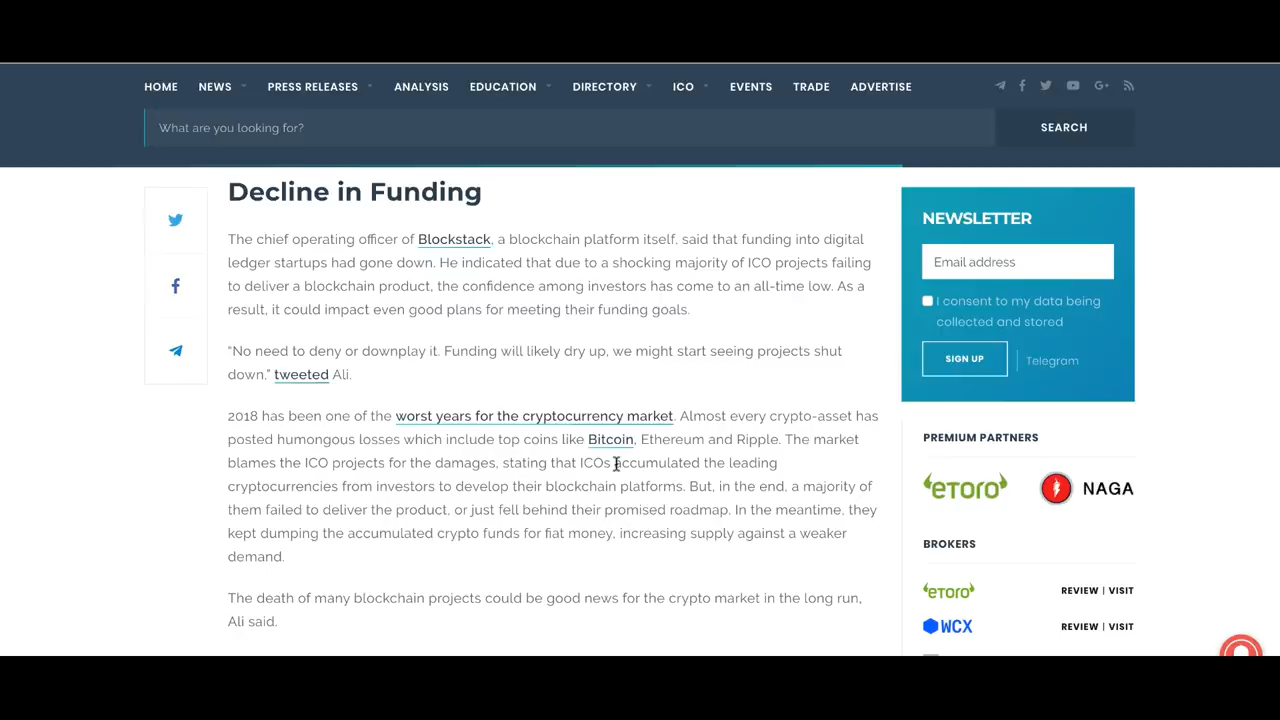 HOME NEWS PRESS RELEASES ANALYSIS EDUCATION DIRECTORY ICO EVENTS TRADE ADVERTISE
What are you looking for?
SEARCH
Decline in Funding
The chief operating officer of Blockstack, a blockchain platform itself, said that funding into digital
ledger startups had gone down. He indicated that due to a shocking majority of ICO projects failing
to deliver a blockchain product, the confidence among investors has come to an all-time low. As a
result, it could impact even good plans for meeting their funding goals.
“No need to deny or downplay it. Funding will likely dry up, we might start seeing projects shut
down,” tweeted Ali.
2018 has been one of the worst years for the cryptocurrency market. Almost every crypto-asset has
posted humongous losses which include top coins like Bitcoin, Ethereum and Ripple. The market
blames the ICO projects for the damages, stating that ICOs accumulated the leading
cryptocurrencies from investors to develop their blockchain platforms. But, in the end, a majority of
them failed to deliver the product, or just fell behind their promised roadmap. In the meantime, they
kept dumping the accumulated crypto funds for fiat money, increasing supply against a weaker
demand.
The death of many blockchain projects could be good news for the crypto market in the long run,
Ali said.
NEWSLETTER
Email address
I consent to my data being
collected and stored
SIGN UP
Telegram
PREMIUM PARTNERS
eToro
NAGA
BROKERS
eToro
REVIEW | VISIT
WCX
REVIEW | VISIT